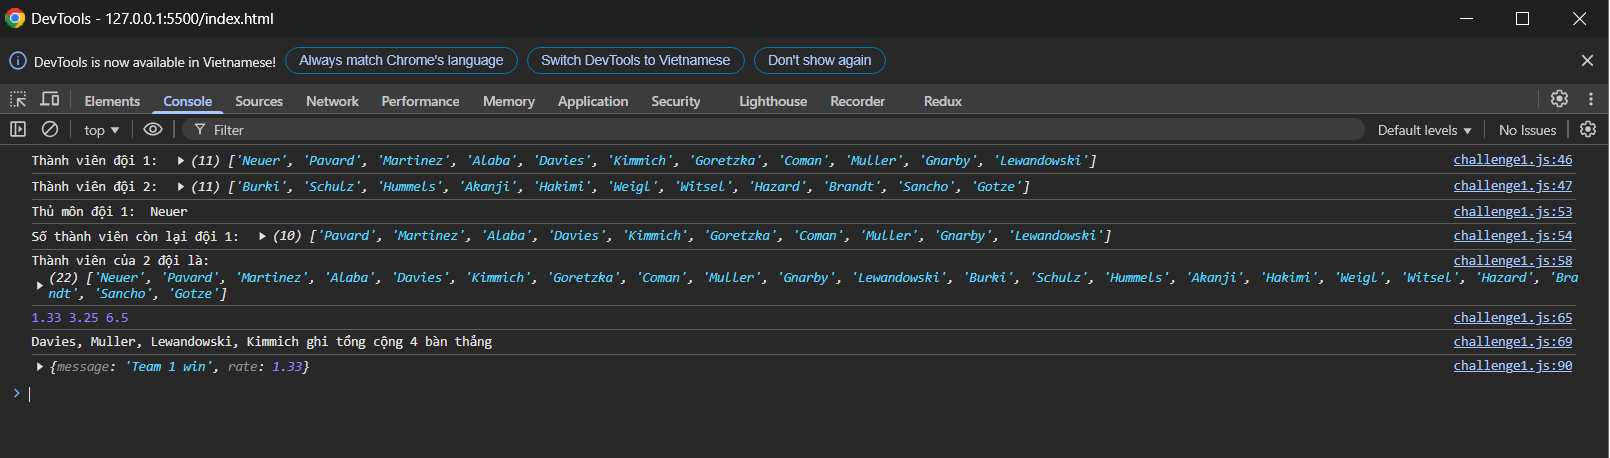 DevTools - 127.0.0.1:5500/index.html
DevTools is now available in Vietnamese! Always match Chrome's language Switch DevTools to Vietnamese Don't show again
Elements Console Sources Network Performance Memory Application Security Lighthouse Recorder Redux
top Filter Default levels No Issues
Thành viên đội 1: (11) ['Neuer', 'Pavard', 'Martinez', 'Alaba', 'Davies', 'Kimmich', 'Goretzka', 'Coman', 'Muller', 'Gnarby', 'Lewandowski'] challenge1.js:46
Thành viên đội 2: (11) ['Burki', 'Schulz', 'Hummels', 'Akanji', 'Hakimi', 'Weigl', 'Witsel', 'Hazard', 'Brandt', 'Sancho', 'Gotze'] challenge1.js:47
Thủ môn đội 1: Neuer challenge1.js:53
Số thành viên còn lại đội 1: (10) ['Pavard', 'Martinez', 'Alaba', 'Davies', 'Kimmich', 'Goretzka', 'Coman', 'Muller', 'Gnarby', 'Lewandowski'] challenge1.js:54
Thành viên của 2 đội là: challenge1.js:58
(22) ['Neuer', 'Pavard', 'Martinez', 'Alaba', 'Davies', 'Kimmich', 'Goretzka', 'Coman', 'Muller', 'Gnarby', 'Lewandowski', 'Burki', 'Schulz', 'Hummels', 'Akanji', 'Hakimi', 'Weigl', 'Witsel', 'Hazard', 'Bra
ndt', 'Sancho', 'Gotze']
1.33 3.25 6.5 challenge1.js:65
Davies, Muller, Lewandowski, Kimmich ghi tổng cộng 4 bàn thắng challenge1.js:69
{message: 'Team 1 win', rate: 1.33} challenge1.js:90